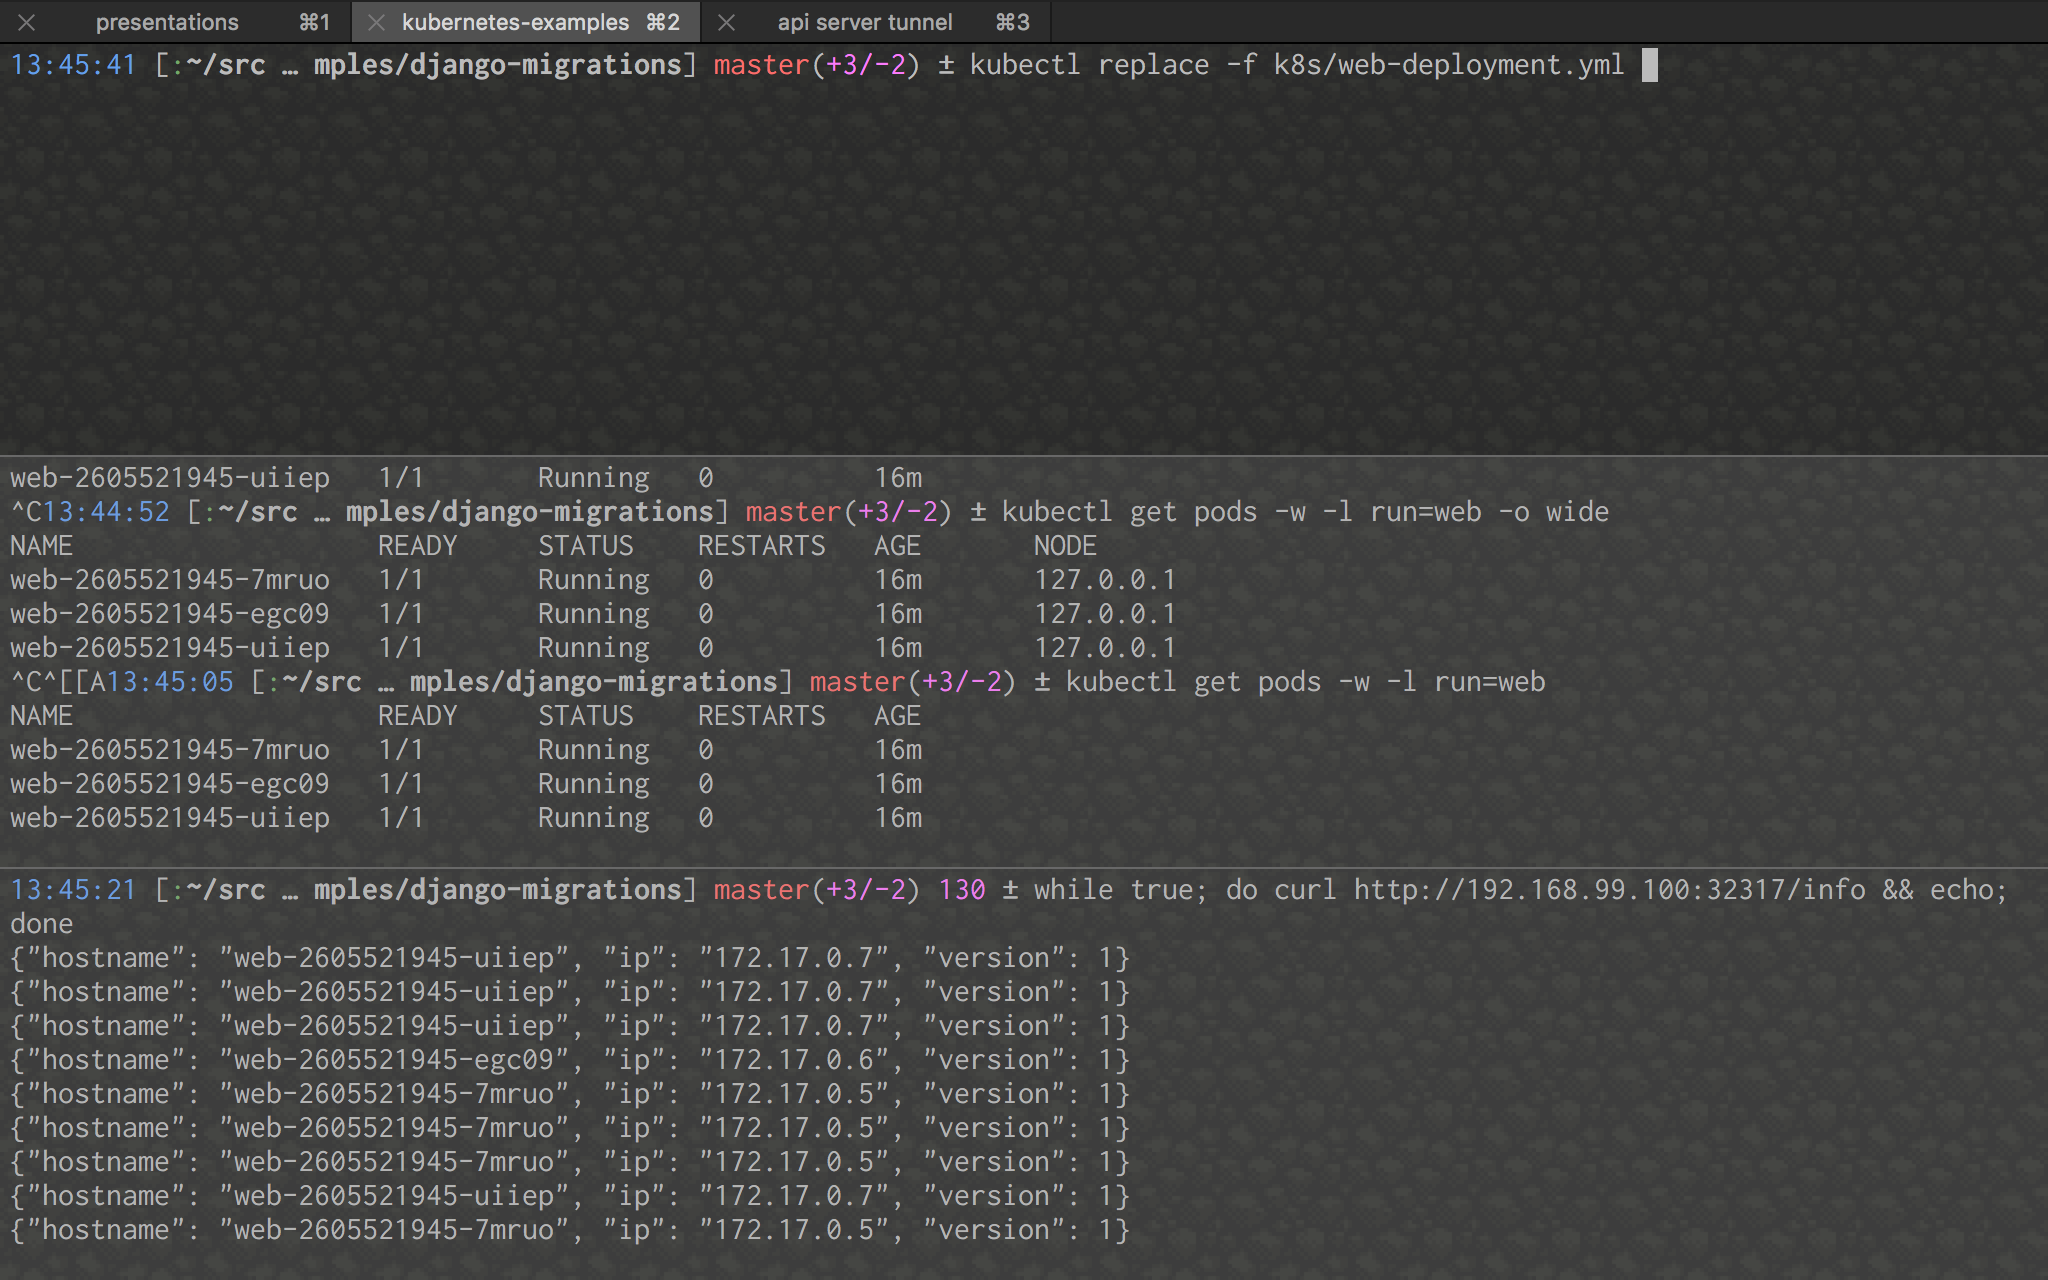 presentations ⌘1 kubernetes-examples ⌘2 api server tunnel ⌘3
13:45:41 [:~/src … mples/django-migrations] master(+3/-2) ± kubectl replace -f k8s/web-deployment.yml
web-2605521945-uiiep 1/1 Running 0 16m
^C13:44:52 [:~/src … mples/django-migrations] master(+3/-2) ± kubectl get pods -w -l run=web -o wide
NAME READY STATUS RESTARTS AGE NODE
web-2605521945-7mruo 1/1 Running 0 16m 127.0.0.1
web-2605521945-egc09 1/1 Running 0 16m 127.0.0.1
web-2605521945-uiiep 1/1 Running 0 16m 127.0.0.1
^C^[[A13:45:05 [:~/src … mples/django-migrations] master(+3/-2) ± kubectl get pods -w -l run=web
NAME READY STATUS RESTARTS AGE
web-2605521945-7mruo 1/1 Running 0 16m
web-2605521945-egc09 1/1 Running 0 16m
web-2605521945-uiiep 1/1 Running 0 16m
13:45:21 [:~/src … mples/django-migrations] master(+3/-2) 130 ± while true; do curl http://192.168.99.100:32317/info && echo;
done
{"hostname": "web-2605521945-uiiep", "ip": "172.17.0.7", "version": 1}
{"hostname": "web-2605521945-uiiep", "ip": "172.17.0.7", "version": 1}
{"hostname": "web-2605521945-uiiep", "ip": "172.17.0.7", "version": 1}
{"hostname": "web-2605521945-egc09", "ip": "172.17.0.6", "version": 1}
{"hostname": "web-2605521945-7mruo", "ip": "172.17.0.5", "version": 1}
{"hostname": "web-2605521945-7mruo", "ip": "172.17.0.5", "version": 1}
{"hostname": "web-2605521945-7mruo", "ip": "172.17.0.5", "version": 1}
{"hostname": "web-2605521945-uiiep", "ip": "172.17.0.7", "version": 1}
{"hostname": "web-2605521945-7mruo", "ip": "172.17.0.5", "version": 1}